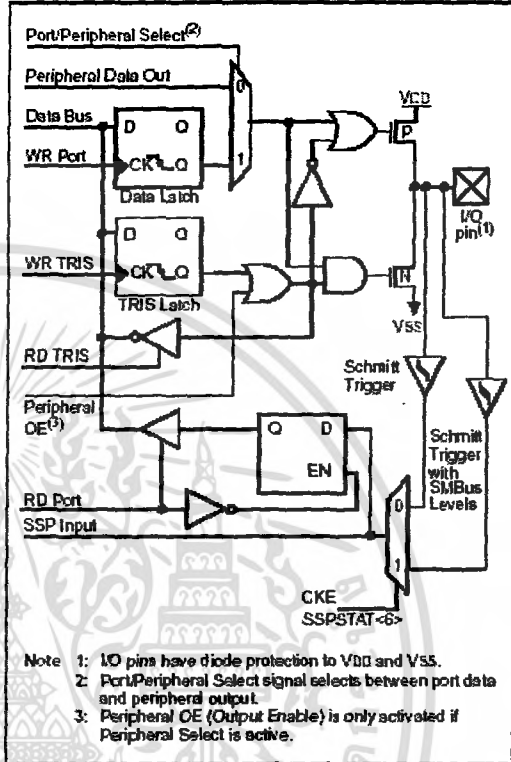 Port/Peripheral Select(2)
Peripheral Data Out
Data Bus
WR Port
D Q
CK Q
Data Latch
0
1
VDD
P
I/O
pin(1)
D Q
WR TRIS
CK Q
TRIS Latch
N
VSS
RD TRIS
Schmitt
Trigger
Peripheral
OE(3)
Q D
EN
Schmitt
Trigger
with
SMBus
Levels
RD Port
SSP Input
0
1
CKE
SSPSTAT<6>
Note 1: I/O pins have diode protection to VDD and VSS.
2: Port/Peripheral Select signal selects between port data
and peripheral output.
3: Peripheral OE (Output Enable) is only activated if
Peripheral Select is active.